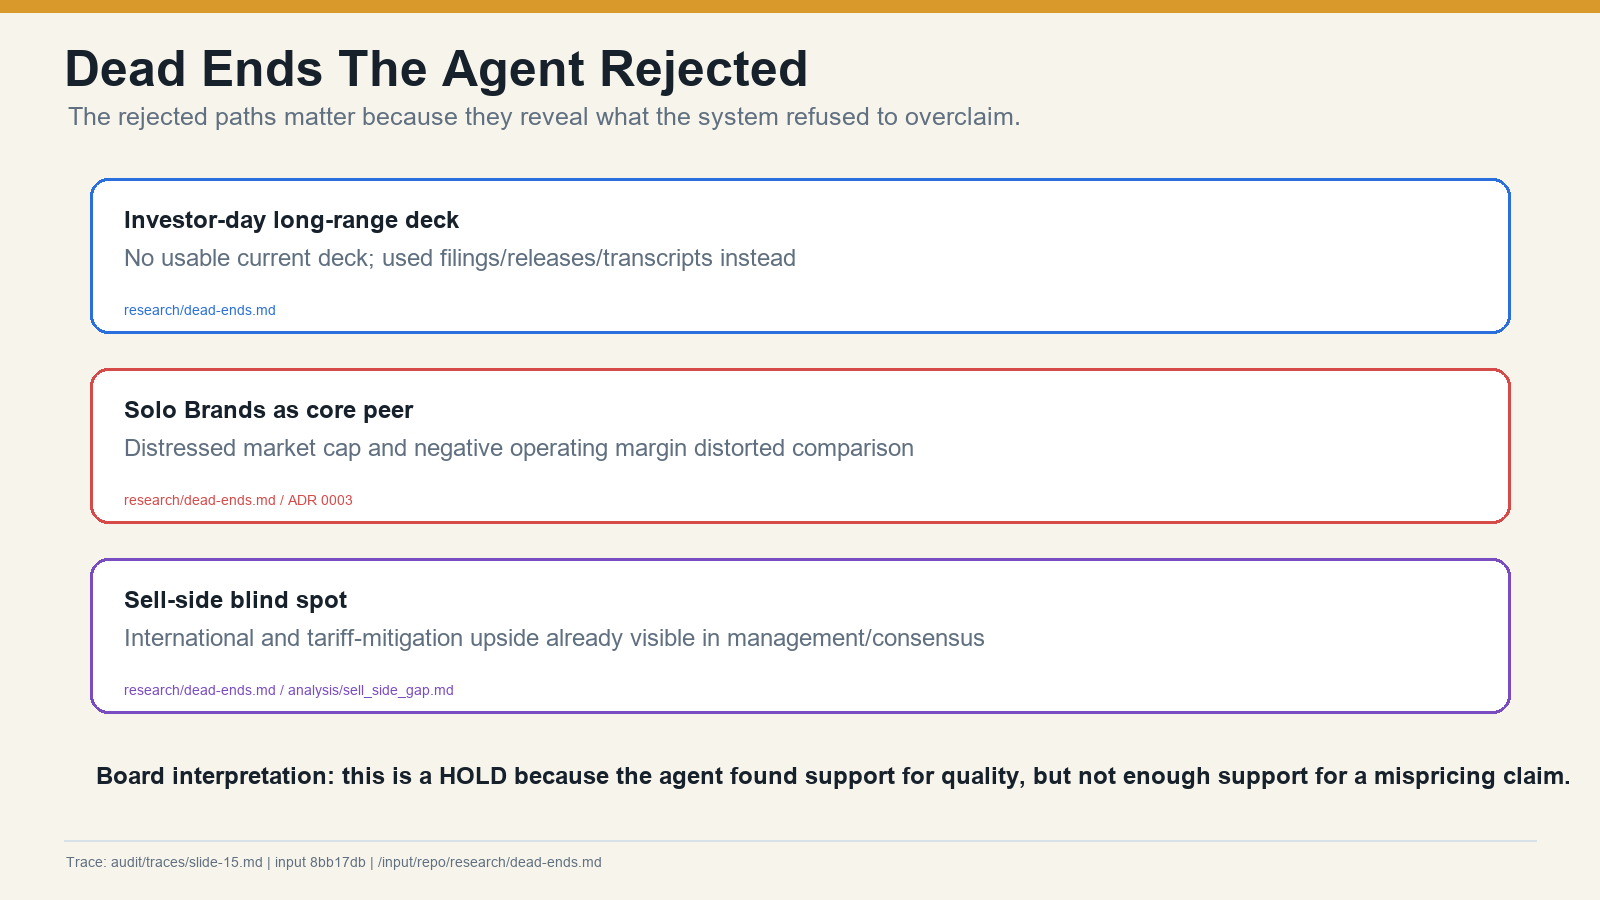 Dead Ends The Agent Rejected
The rejected paths matter because they reveal what the system refused to overclaim.
Investor-day long-range deck
No usable current deck; used filings/releases/transcripts instead
research/dead-ends.md
Solo Brands as core peer
Distressed market cap and negative operating margin distorted comparison
research/dead-ends.md / ADR 0003
Sell-side blind spot
International and tariff-mitigation upside already visible in management/consensus
research/dead-ends.md / analysis/sell_side_gap.md
Board interpretation: this is a HOLD because the agent found support for quality, but not enough support for a mispricing claim.
Trace: audit/traces/slide-15.md | input 8bb17db | /input/repo/research/dead-ends.md